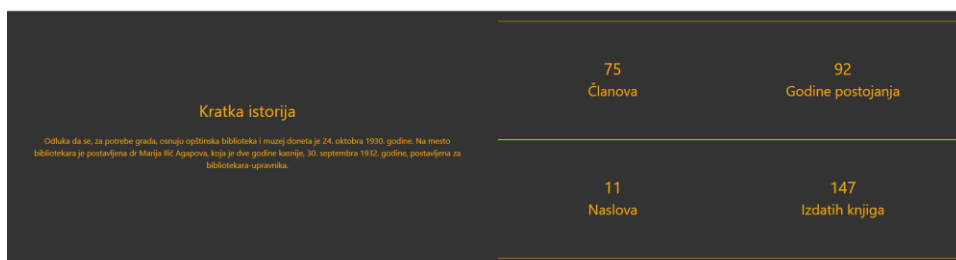 Kratka istorija
Odluka da se, za potrebe grada, osnuju opštinska biblioteka i muzej doneta je 24. oktobra 1930. godine. Na mesto
bibliotekara je postavljena dr Marija Ilić Agapova, koja je dve godine kasnije, 30. septembra 1932. godine, postavljena za
bibliotekara-upravnika.
75
Članova
92
Godine postojanja
11
Naslova
147
Izdatih knjiga